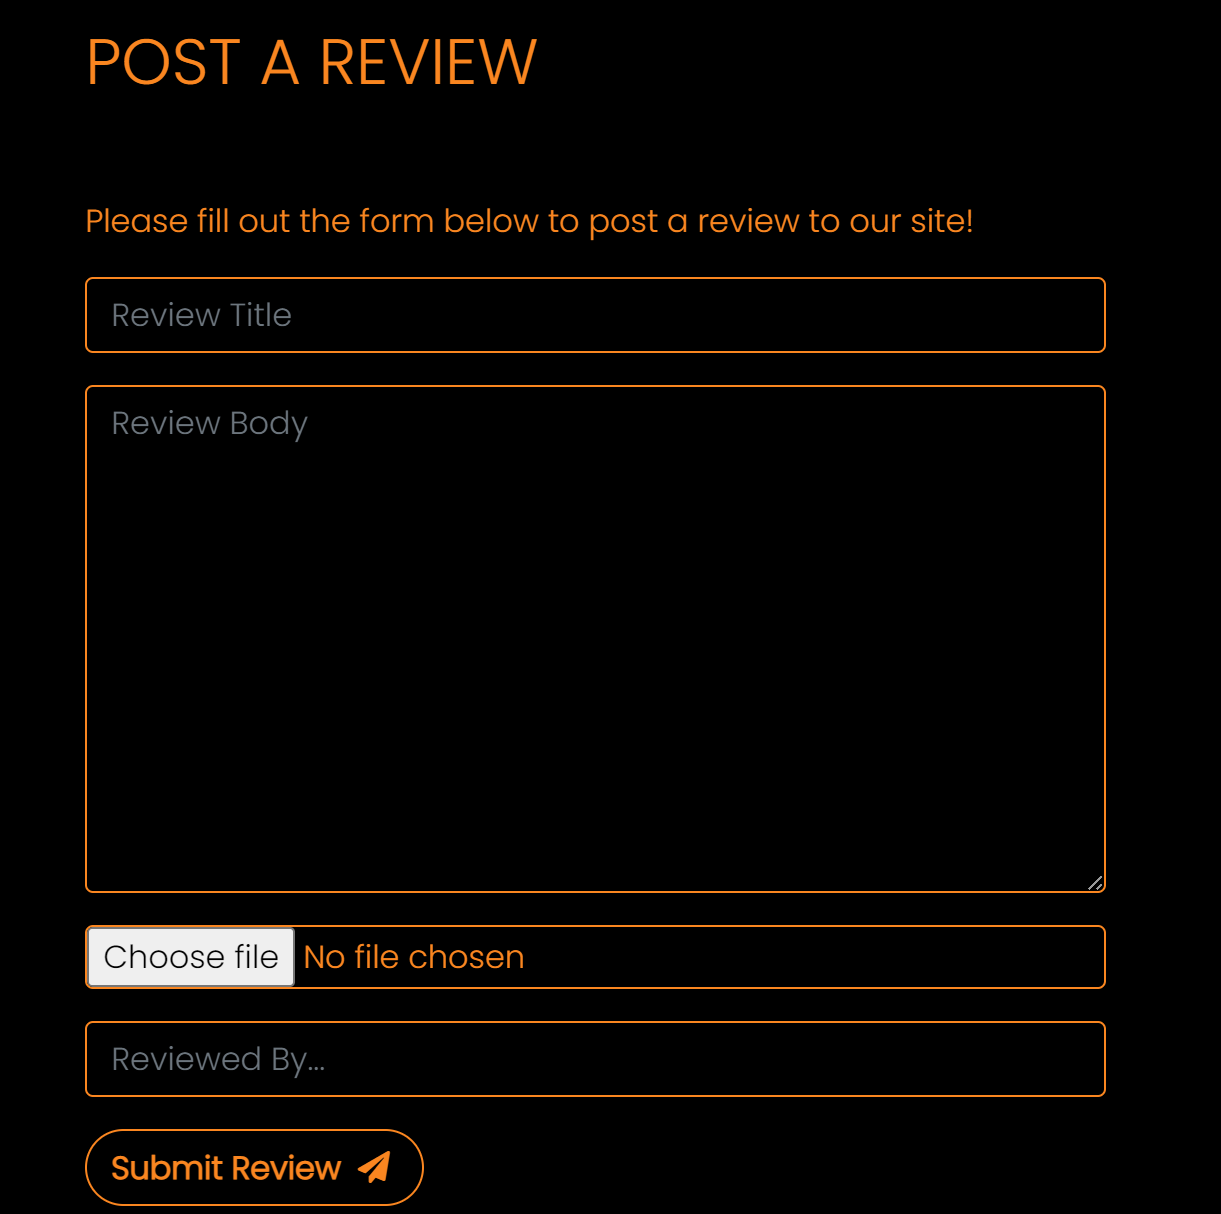 POST A REVIEW
Please fill out the form below to post a review to our site!
Review Title
Review Body
Choose file No file chosen
Reviewed By...
Submit Review